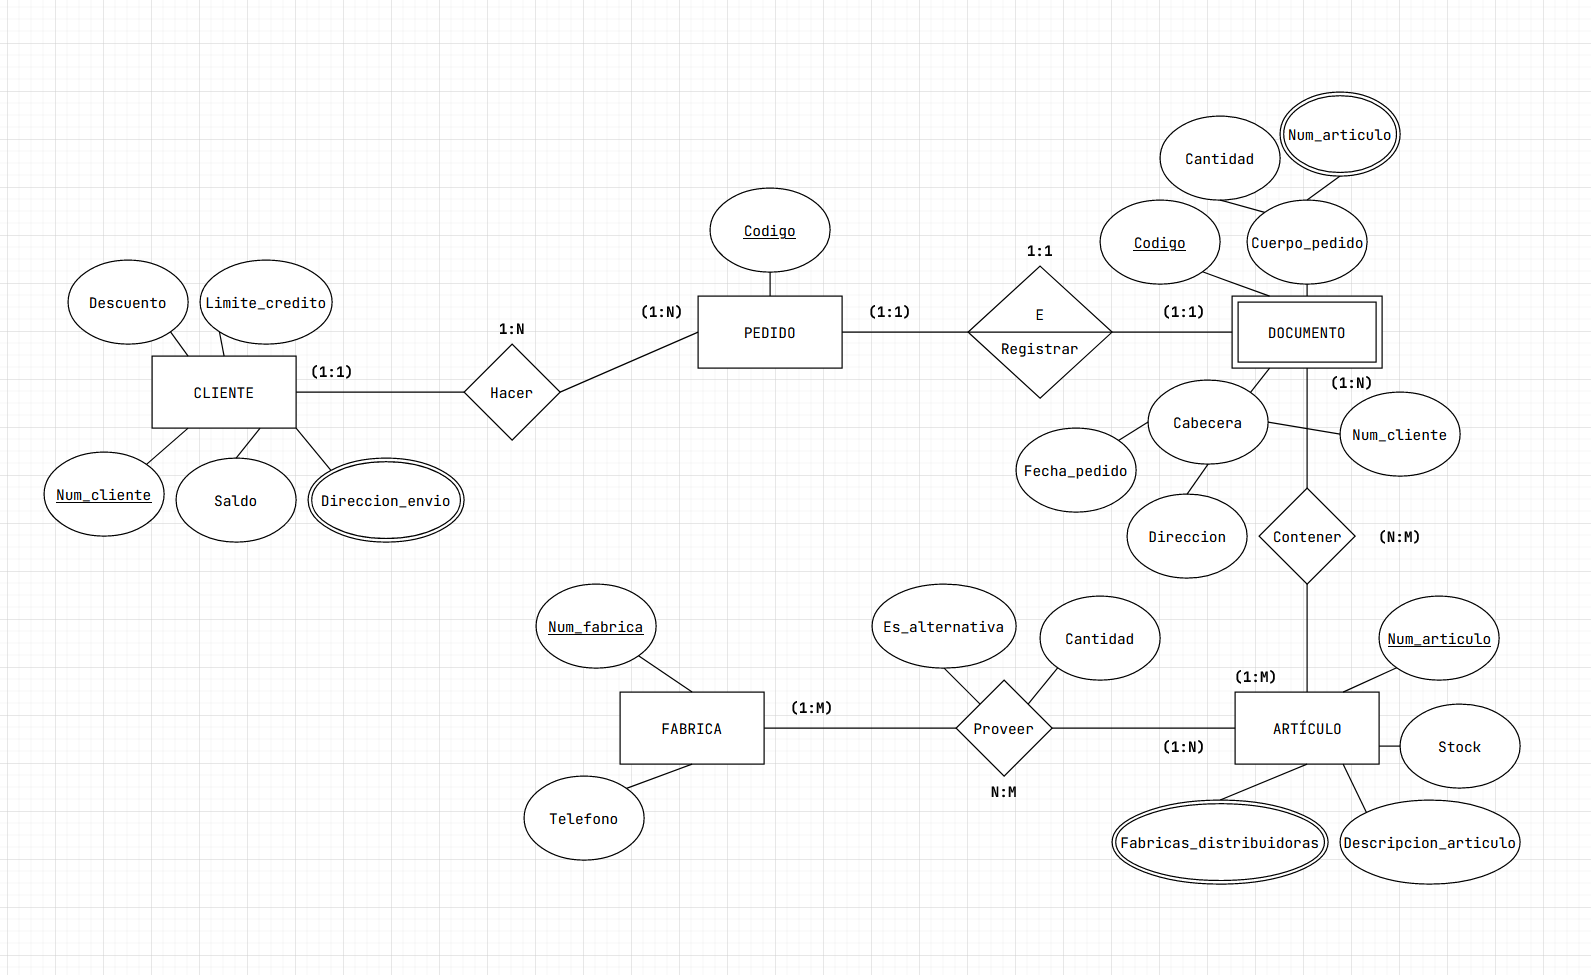 Num_articulo
Cantidad
Codigo
Codigo
Cuerpo_pedido
1:1
Descuento
Limite_credito
(1:N)
(1:1)
(1:1)
E
1:N
PEDIDO
DOCUMENTO
Registrar
(1:1)
(1:N)
CLIENTE
Hacer
Cabecera
Num_cliente
Fecha_pedido
Num_cliente
Saldo
Direccion_envio
Direccion
Contener
(N:M)
Num_fabrica
Es_alternativa
Cantidad
Num_articulo
(1:M)
(1:M)
FABRICA
Proveer
ARTÍCULO
(1:N)
Stock
N:M
Telefono
Fabricas_distribuidoras
Descripcion_articulo